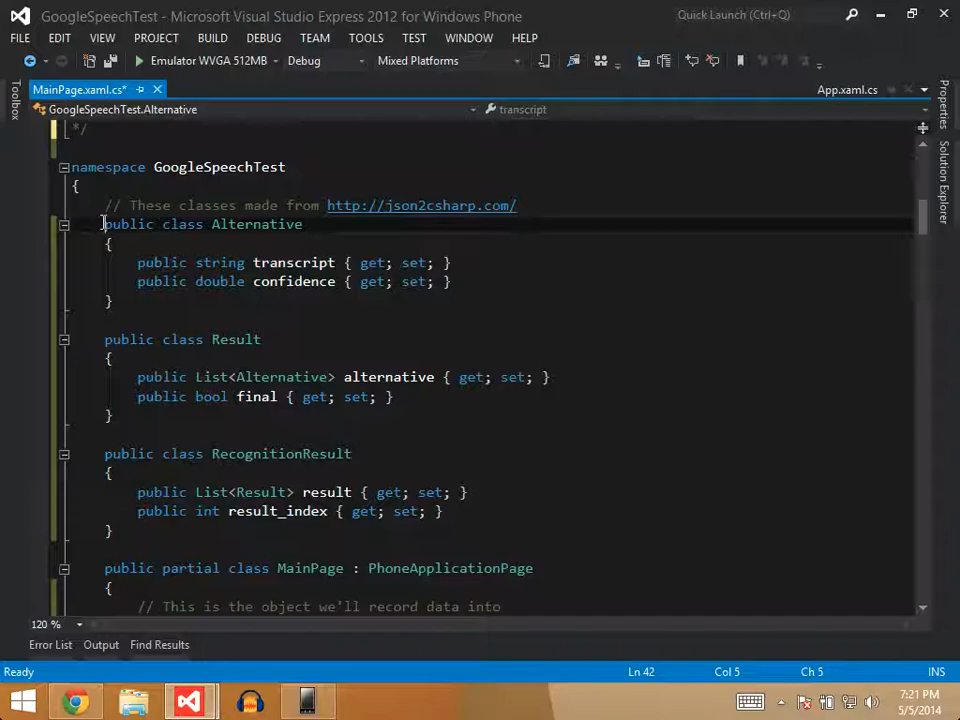 GoogleSpeechTest - Microsoft Visual Studio Express 2012 for Windows Phone
Quick Launch (Ctrl+Q)
FILE EDIT VIEW PROJECT BUILD DEBUG TEAM TOOLS TEST WINDOW HELP
Emulator WVGA 512MB Debug Mixed Platforms
MainPage.xaml.cs* App.xaml.cs
GoogleSpeechTest.Alternative transcript
Toolbox
Properties
Solution Explorer
*/
namespace GoogleSpeechTest
{
// These classes made from http://json2csharp.com/
public class Alternative
{
public string transcript { get; set; }
public double confidence { get; set; }
}
public class Result
{
public List<Alternative> alternative { get; set; }
public bool final { get; set; }
}
public class RecognitionResult
{
public List<Result> result { get; set; }
public int result_index { get; set; }
}
public partial class MainPage : PhoneApplicationPage
{
// This is the object we'll record data into
120 %
Error List Output Find Results
Ready Ln 42 Col 5 Ch 5 INS
7:21 PM
5/5/2014